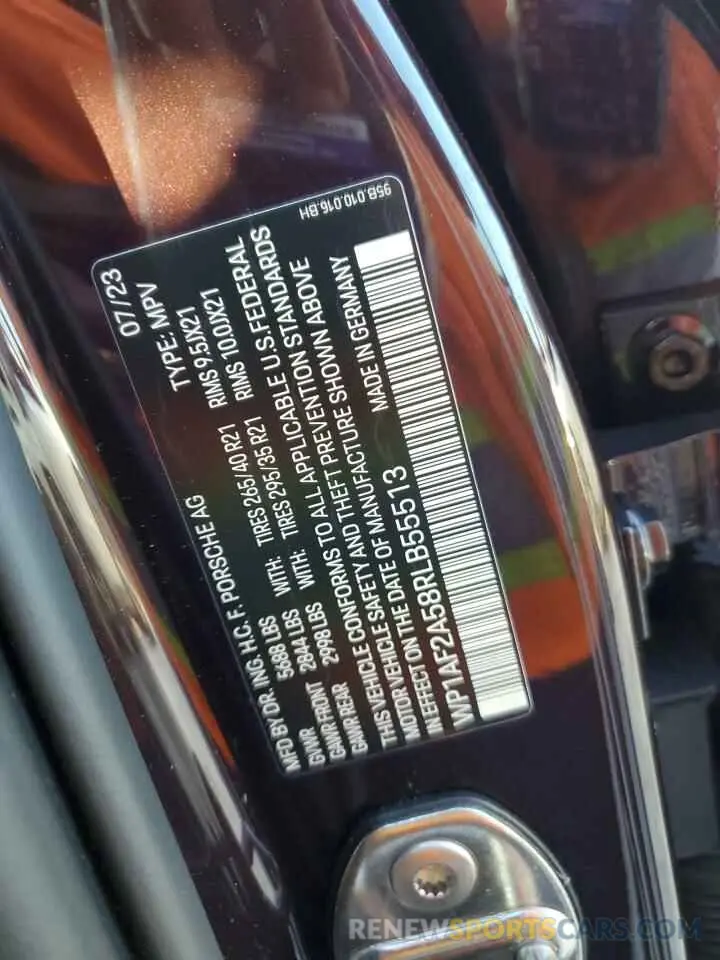 95B.010.016.BH
MFD BY DR. ING. H.C. F. PORSCHE AG 07/23
TYPE: MPV
GVWR 5688 LBS WITH: TIRES 265/40 R21 RIMS 9.5JX21
GAWR FRONT 2844 LBS WITH: TIRES 295/35 R21 RIMS 10.0JX21
GAWR REAR 2998 LBS
THIS VEHICLE CONFORMS TO ALL APPLICABLE U.S. FEDERAL
MOTOR VEHICLE SAFETY AND THEFT PREVENTION STANDARDS
IN EFFECT ON THE DATE OF MANUFACTURE SHOWN ABOVE
WP1AF2A58RLB55513 MADE IN GERMANY
RENEWSPORTSCARS.COM